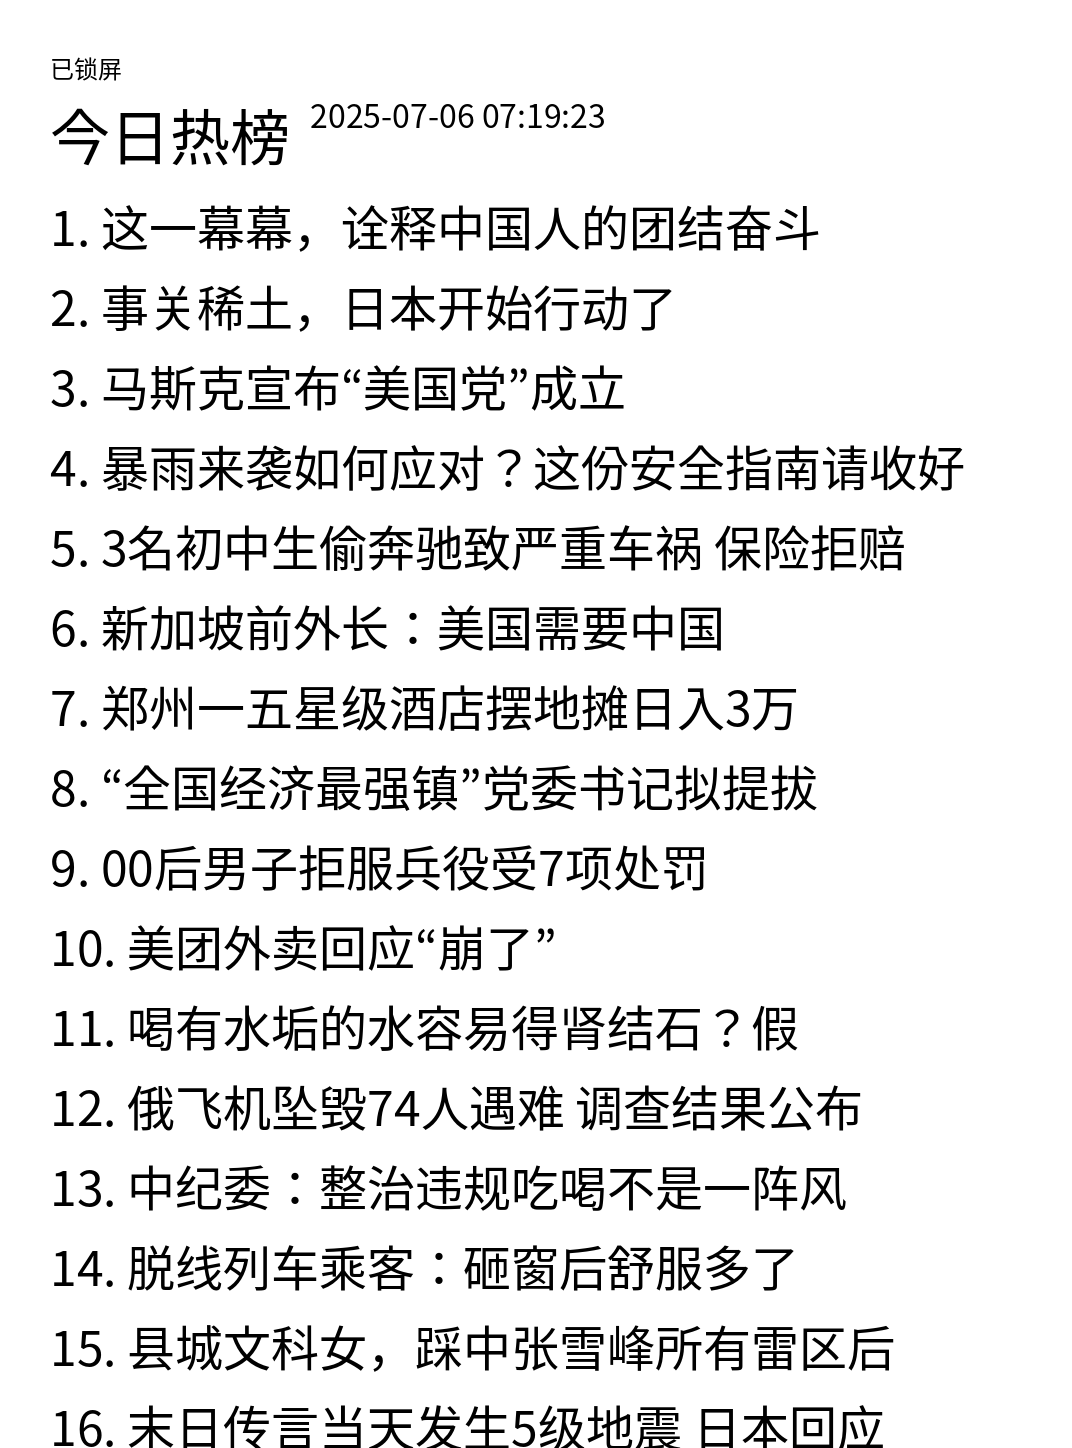 已锁屏
今日热榜 2025-07-06 07:19:23
1. 这一幕幕，诠释中国人的团结奋斗
2. 事关稀土，日本开始行动了
3. 马斯克宣布“美国党”成立
4. 暴雨来袭如何应对？这份安全指南请收好
5. 3名初中生偷奔驰致严重车祸 保险拒赔
6. 新加坡前外长：美国需要中国
7. 郑州一五星级酒店摆地摊日入3万
8. “全国经济最强镇”党委书记拟提拔
9. 00后男子拒服兵役受7项处罚
10. 美团外卖回应“崩了”
11. 喝有水垢的水容易得肾结石？假
12. 俄飞机坠毁74人遇难 调查结果公布
13. 中纪委：整治违规吃喝不是一阵风
14. 脱线列车乘客：砸窗后舒服多了
15. 县城文科女，踩中张雪峰所有雷区后
16. 末日传言当天发生5级地震 日本回应